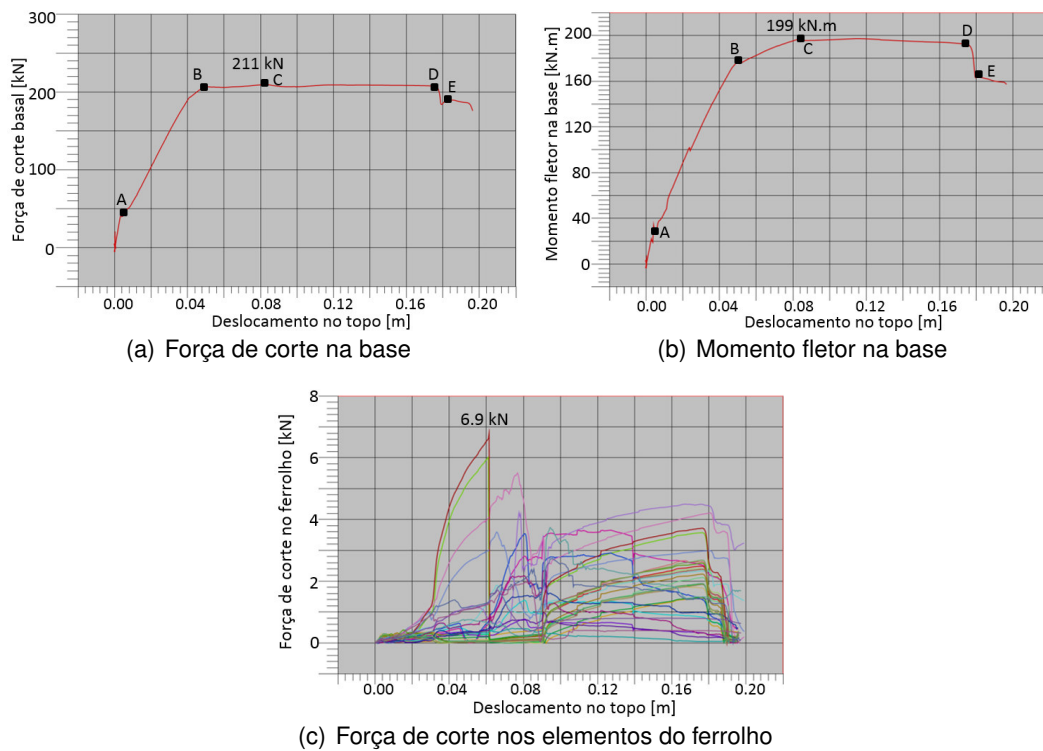 300
200
100
0
Força de corte basal [kN]
A
B
211 kN
C
D
E
0.00 0.04 0.08 0.12 0.16 0.20
Deslocamento no topo [m]
(a) Força de corte na base
200
160
120
80
40
0
Momento fletor na base [kN.m]
A
B
199 kN.m
C
D
E
0.00 0.04 0.08 0.12 0.16 0.20
Deslocamento no topo [m]
(b) Momento fletor na base
8
6
4
2
0
Força de corte no ferrolho [kN]
6.9 kN
0.00 0.04 0.08 0.12 0.16 0.20
Deslocamento no topo [m]
(c) Força de corte nos elementos do ferrolho